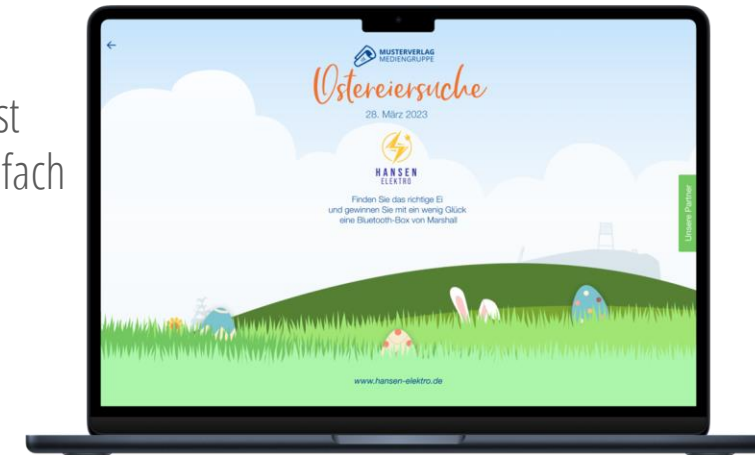 st
fach
←
MUSTERVERLAG
MEDIENGRUPPE
Ostereiersuche
28. März 2023
HANSEN
ELEKTRO
Finden Sie das richtige Ei
und gewinnen Sie mit ein wenig Glück
eine Bluetooth-Box von Marshall
Unsere Partner
www.hansen-elektro.de